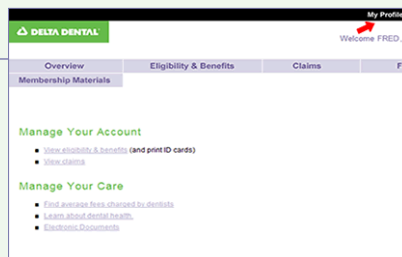 My Profile
DELTA DENTAL
Welcome FRED,
Overview Eligibility & Benefits Claims F
Membership Materials
Manage Your Account
View eligibility & benefits (and print ID cards)
View claims
Manage Your Care
Find average fees charged by dentists
Learn about dental health
Electronic Documents